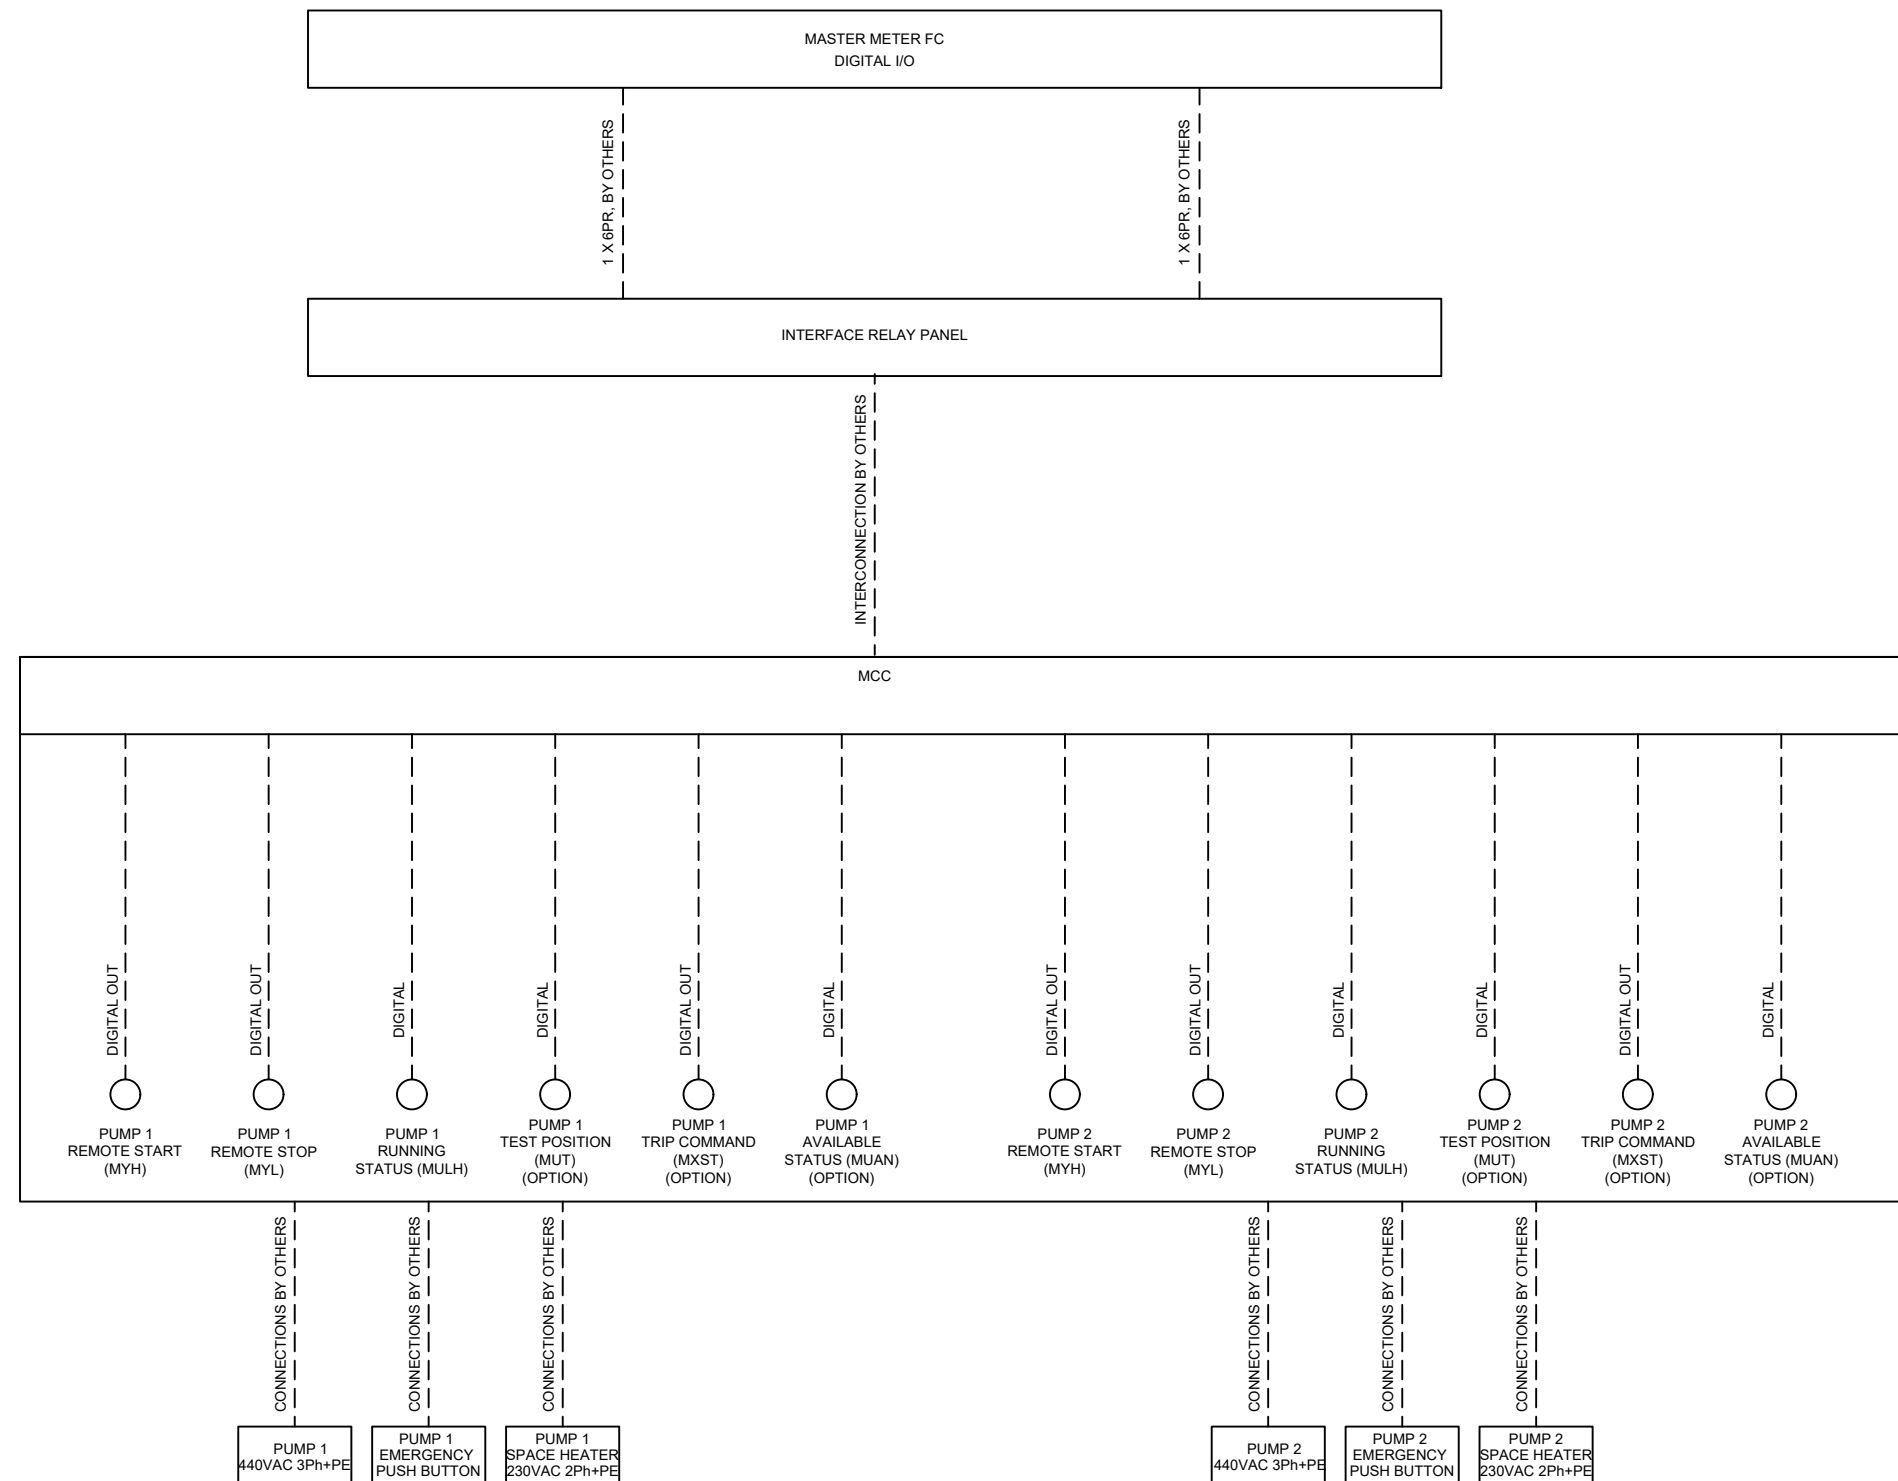 MASTER METER FC
DIGITAL I/O
1 X 6PR, BY OTHERS
1 X 6PR, BY OTHERS
INTERFACE RELAY PANEL
INTERCONNECTION BY OTHERS
MCC
DIGITAL OUT
DIGITAL OUT
DIGITAL
DIGITAL
DIGITAL OUT
DIGITAL
DIGITAL OUT
DIGITAL OUT
DIGITAL
DIGITAL
DIGITAL OUT
DIGITAL
PUMP 1
REMOTE START
(MYH)
PUMP 1
REMOTE STOP
(MYL)
PUMP 1
RUNNING
STATUS (MULH)
PUMP 1
TEST POSITION
(MUT)
(OPTION)
PUMP 1
TRIP COMMAND
(MXST)
(OPTION)
PUMP 1
AVAILABLE
STATUS (MUAN)
(OPTION)
PUMP 2
REMOTE START
(MYH)
PUMP 2
REMOTE STOP
(MYL)
PUMP 2
RUNNING
STATUS (MULH)
PUMP 2
TEST POSITION
(MUT)
(OPTION)
PUMP 2
TRIP COMMAND
(MXST)
(OPTION)
PUMP 2
AVAILABLE
STATUS (MUAN)
(OPTION)
CONNECTIONS BY OTHERS
CONNECTIONS BY OTHERS
CONNECTIONS BY OTHERS
CONNECTIONS BY OTHERS
CONNECTIONS BY OTHERS
CONNECTIONS BY OTHERS
PUMP 1
440VAC 3Ph+PE
PUMP 1
EMERGENCY
PUSH BUTTON
PUMP 1
SPACE HEATER
230VAC 2Ph+PE
PUMP 2
440VAC 3Ph+PE
PUMP 2
EMERGENCY
PUSH BUTTON
PUMP 2
SPACE HEATER
230VAC 2Ph+PE